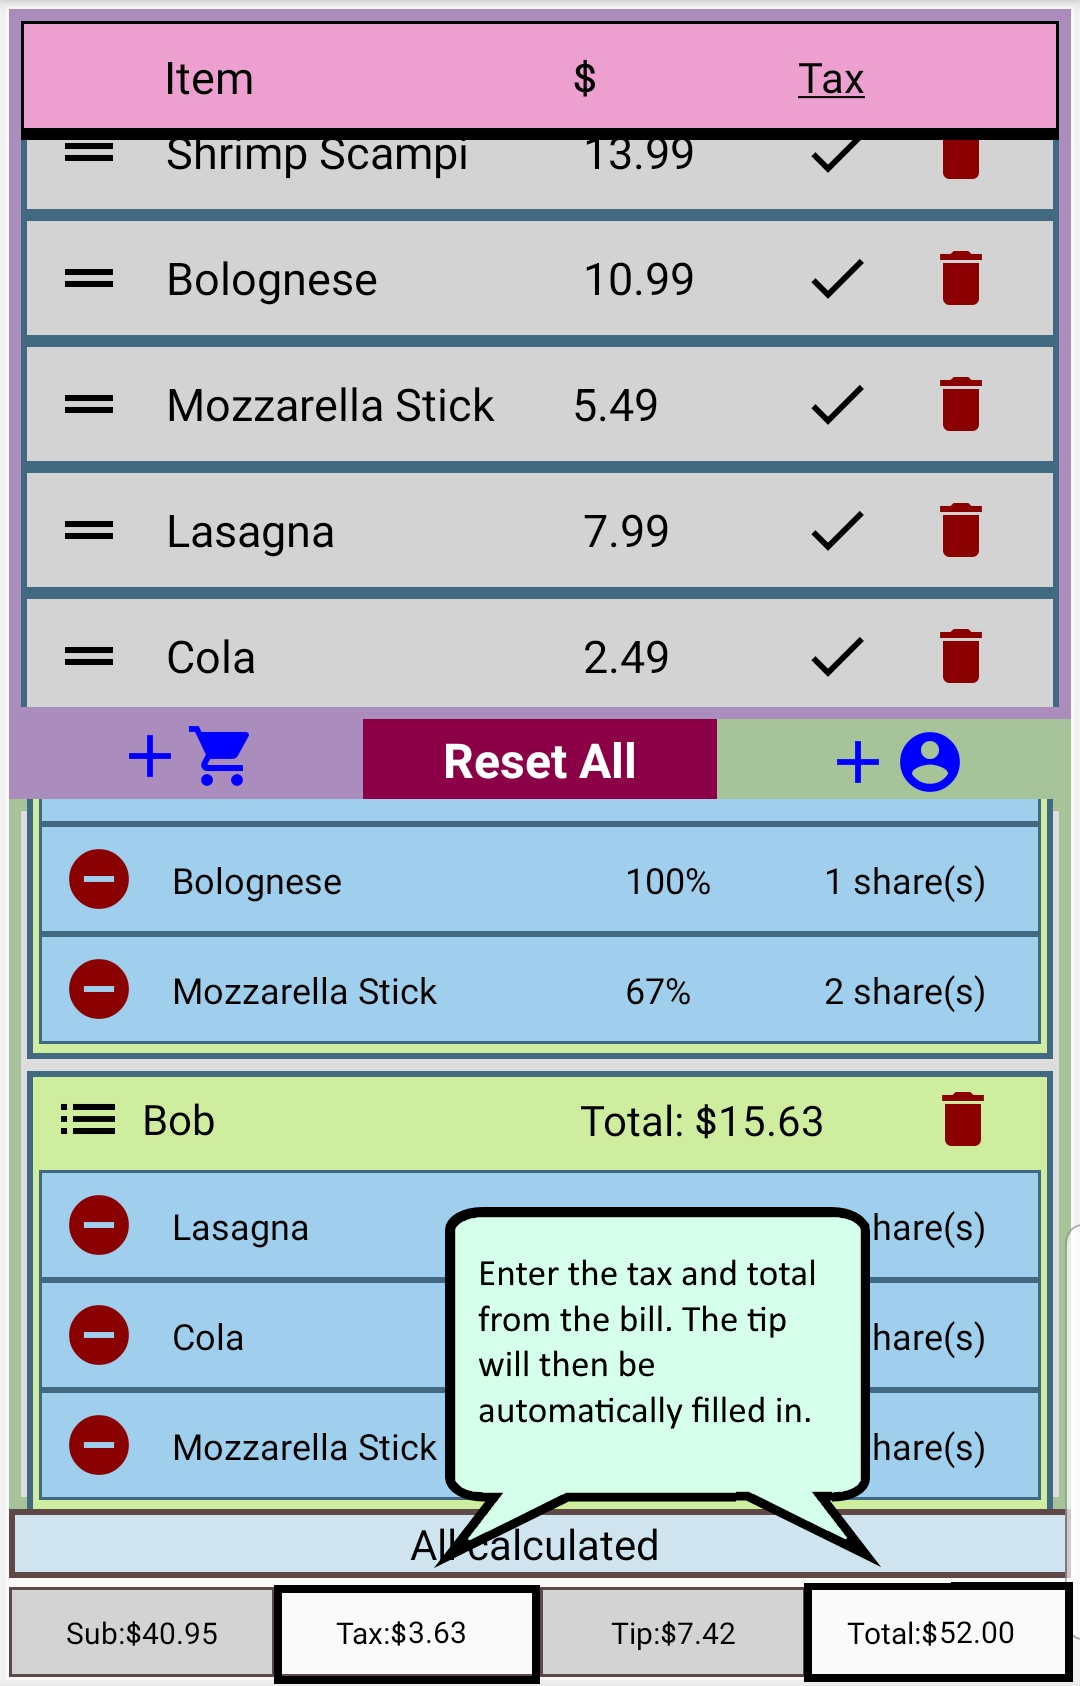 Item $ Tax
Shrimp Scampi 13.99
Bolognese 10.99
Mozzarella Stick 5.49
Lasagna 7.99
Cola 2.49
Reset All
Bolognese 100% 1 share(s)
Mozzarella Stick 67% 2 share(s)
Bob Total: $15.63
Lasagna hare(s)
Cola hare(s)
Mozzarella Stick hare(s)
Enter the tax and total
from the bill. The tip
will then be
automatically filled in.
All calculated
Sub:$40.95 Tax:$3.63 Tip:$7.42 Total:$52.00